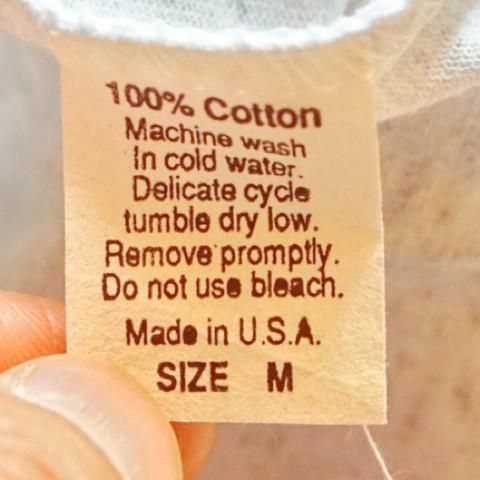 100% Cotton
Machine wash
In cold water.
Delicate cycle
tumble dry low.
Remove promptly.
Do not use bleach.
Made in U.S.A.
SIZE M